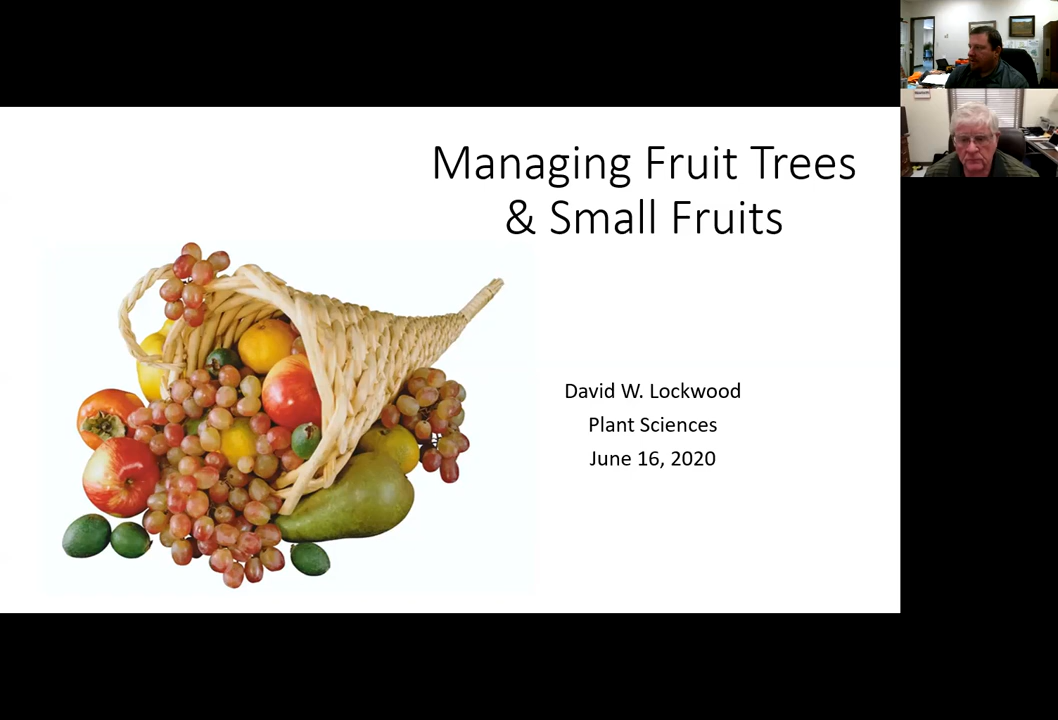 Managing Fruit Trees
& Small Fruits
David W. Lockwood
Plant Sciences
June 16, 2020